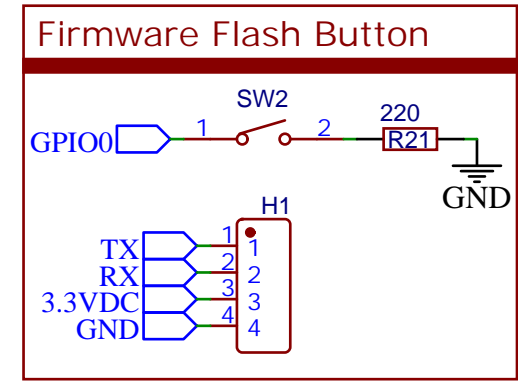 Firmware Flash Button
SW2
220
GPIO0
1
2
R21
GND
H1
TX 1 1
RX 2 2
3.3VDC 3 3
GND 4 4